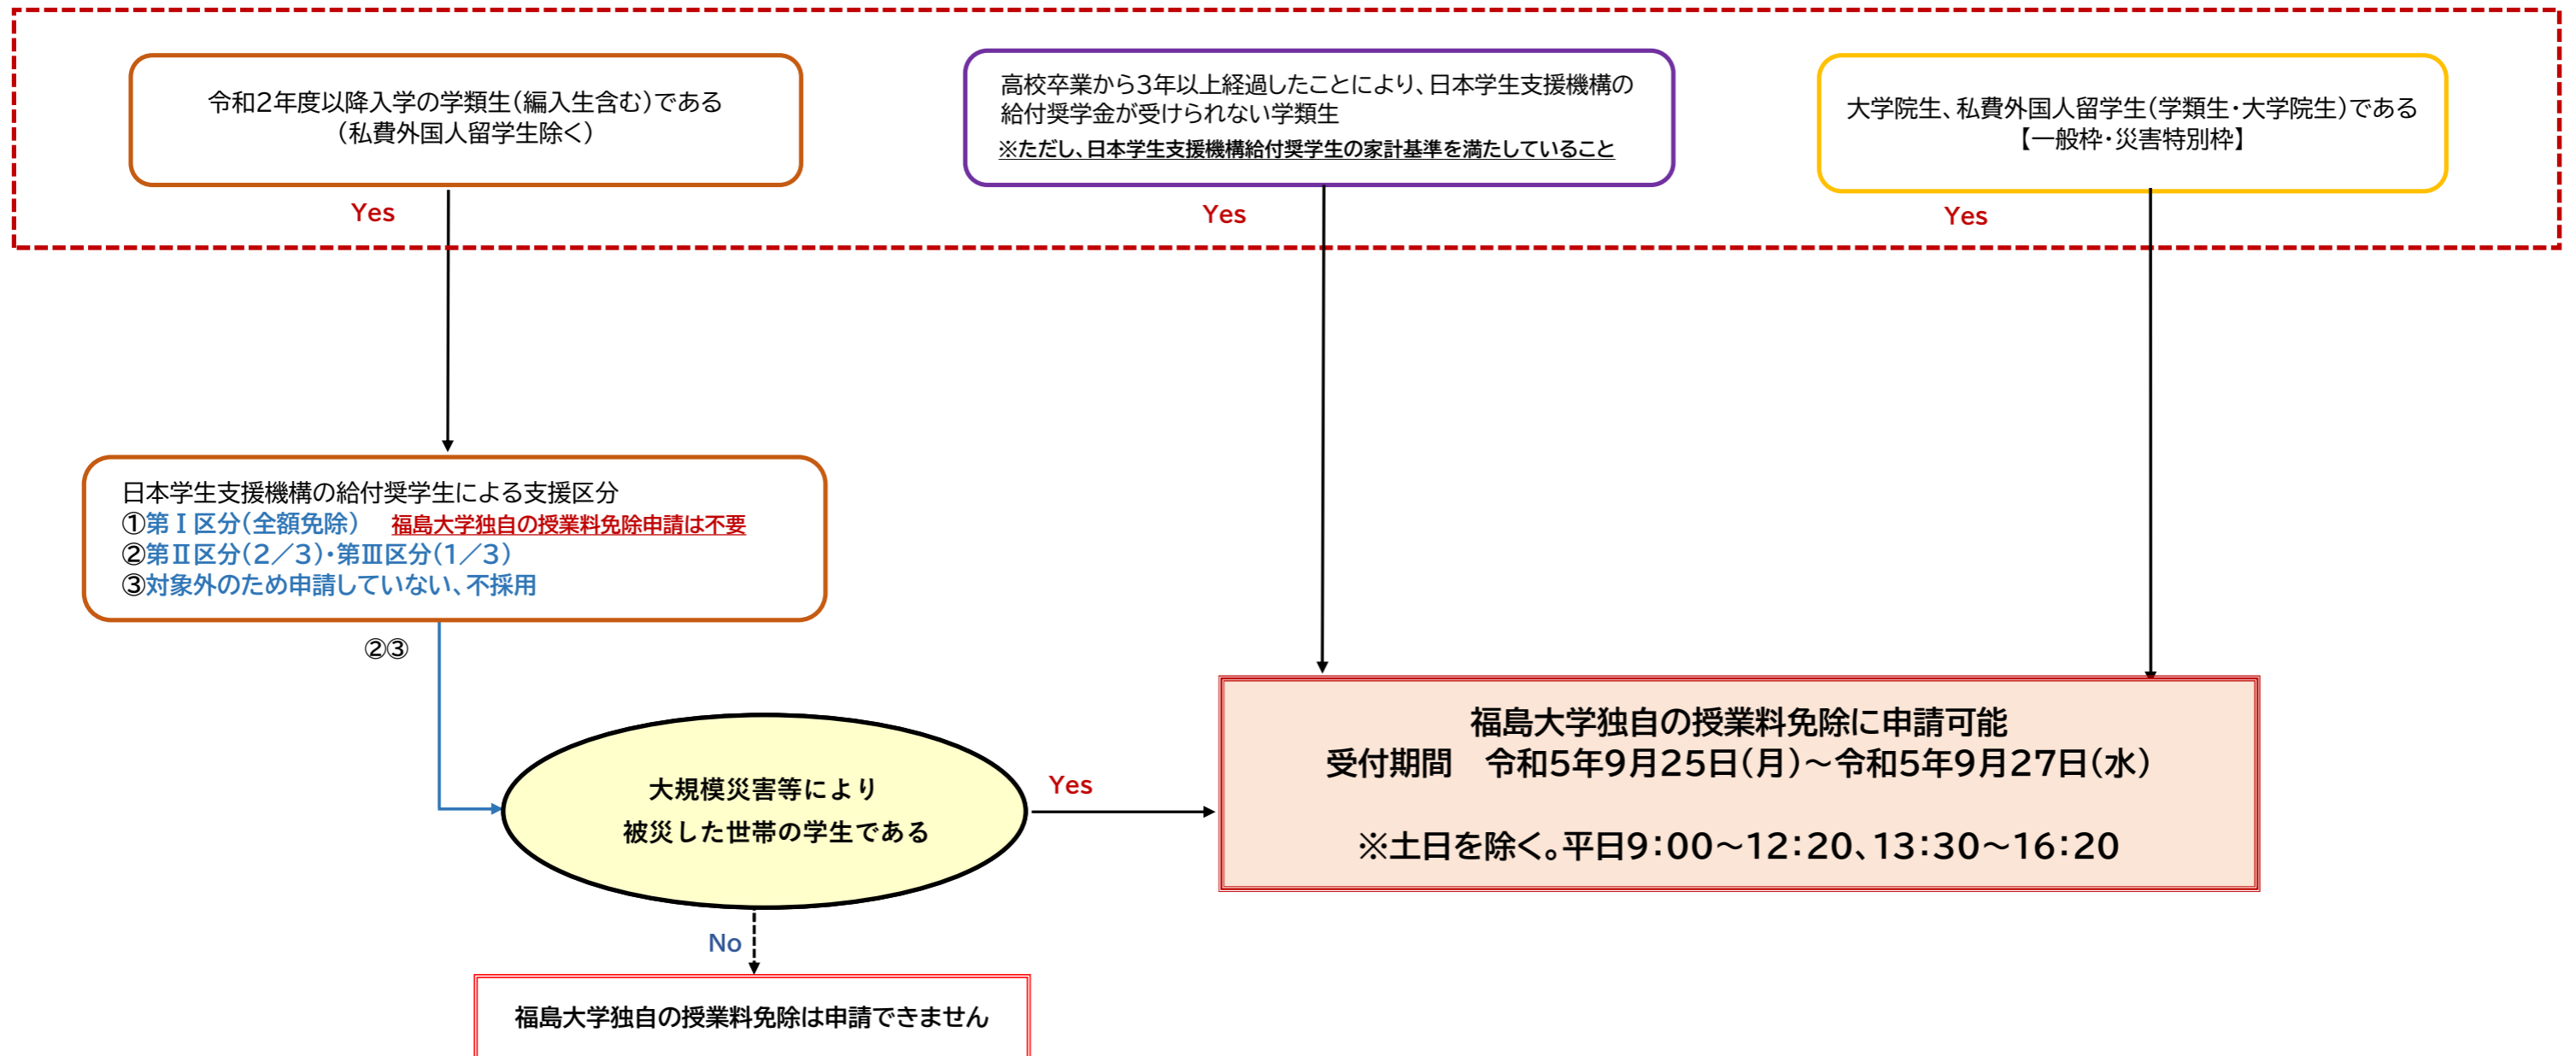 令和2年度以降入学の学類生(編入生含む)である
(私費外国人留学生除く)
高校卒業から3年以上経過したことにより、日本学生支援機構の
給付奨学金が受けられない学類生
※ただし、日本学生支援機構給付奨学生の家計基準を満たしていること
大学院生、私費外国人留学生(学類生・大学院生)である
【一般枠・災害特別枠】
Yes
Yes
Yes
日本学生支援機構の給付奨学生による支援区分
①第Ⅰ区分(全額免除) 福島大学独自の授業料免除申請は不要
②第Ⅱ区分(2/3)・第Ⅲ区分(1/3)
③対象外のため申請していない、不採用
②③
大規模災害等により
被災した世帯の学生である
Yes
福島大学独自の授業料免除に申請可能
受付期間 令和5年9月25日(月)~令和5年9月27日(水)
※土日を除く。平日9:00~12:20、13:30~16:20
No
福島大学独自の授業料免除は申請できません